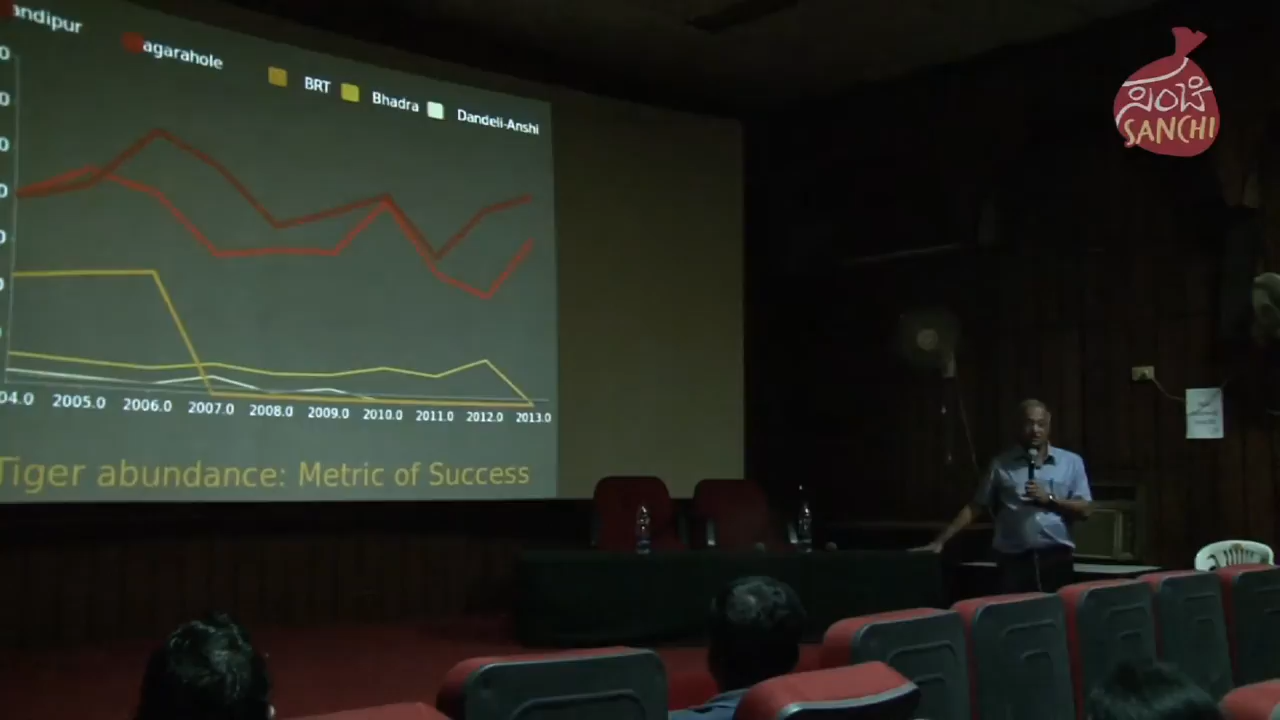 andipur
agarahole
BRT
Bhadra
Dandeli-Anshi
04.0 2005.0 2006.0 2007.0 2008.0 2009.0 2010.0 2011.0 2012.0 2013.0
Tiger abundance: Metric of Success
ಸಂಚಿ
SANCHI